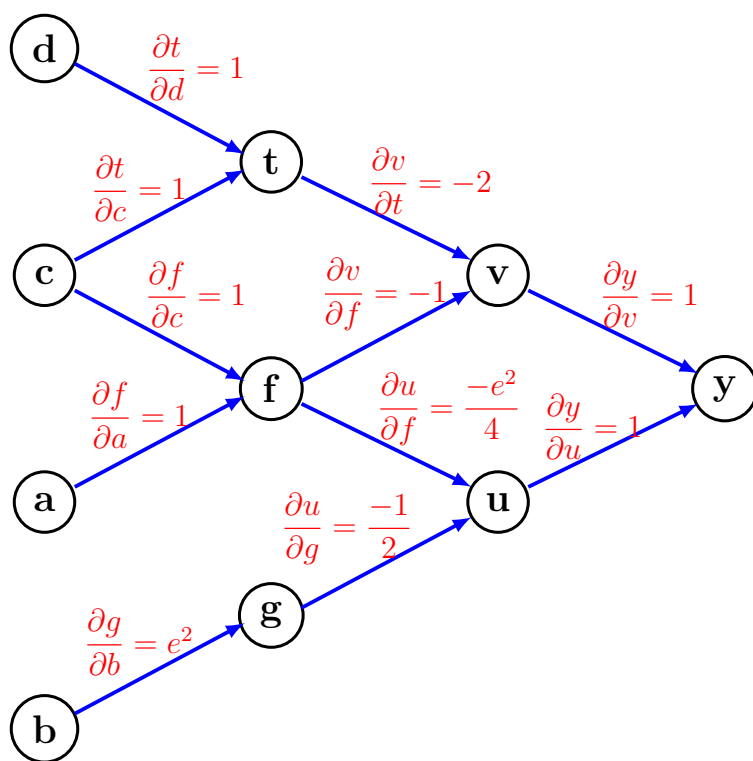 d
∂t/∂d = 1
t
∂t/∂c = 1
∂v/∂t = −2
c
v
∂f/∂c = 1
∂v/∂f = −1
∂y/∂v = 1
f
y
∂f/∂a = 1
∂u/∂f = −e²/4
∂y/∂u = 1
a
u
∂u/∂g = −1/2
g
∂g/∂b = e²
b